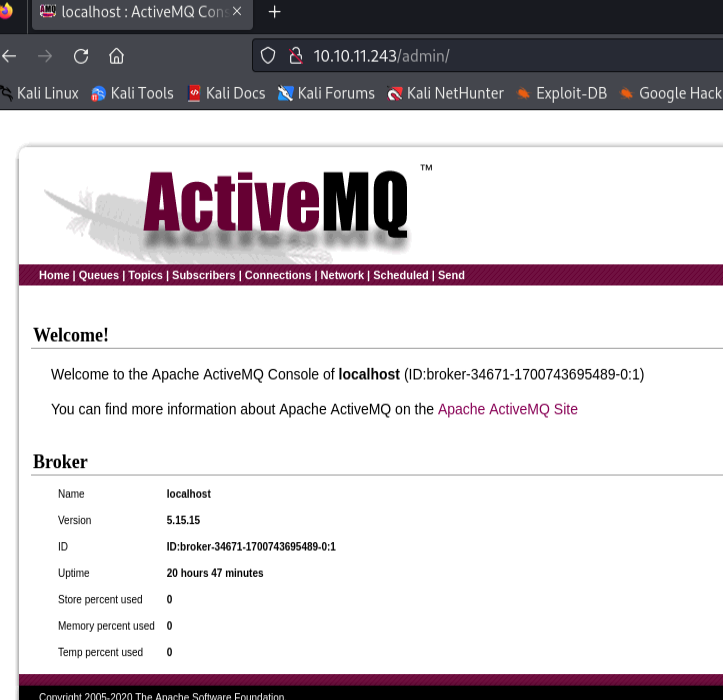 localhost : ActiveMQ Cons
10.10.11.243/admin/
Kali Linux Kali Tools Kali Docs Kali Forums Kali NetHunter Exploit-DB Google Hack
ActiveMQ ™
Home | Queues | Topics | Subscribers | Connections | Network | Scheduled | Send
Welcome!
Welcome to the Apache ActiveMQ Console of localhost (ID:broker-34671-1700743695489-0:1)
You can find more information about Apache ActiveMQ on the Apache ActiveMQ Site
Broker
Name localhost
Version 5.15.15
ID ID:broker-34671-1700743695489-0:1
Uptime 20 hours 47 minutes
Store percent used 0
Memory percent used 0
Temp percent used 0
Copyright 2005-2020 The Apache Software Foundation.